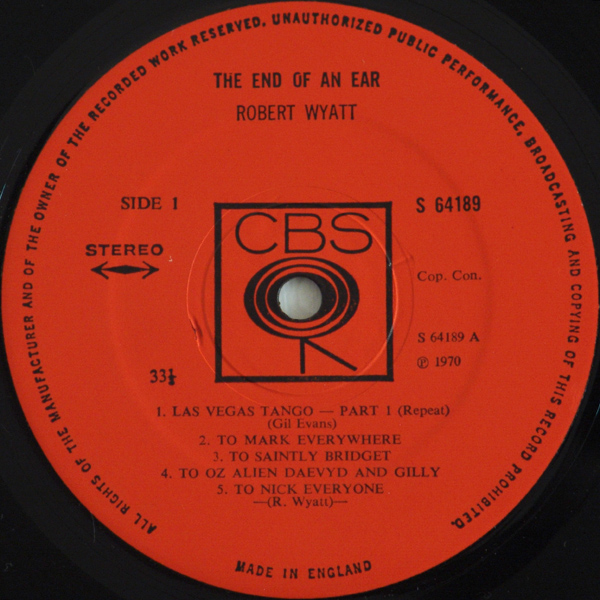 ALL RIGHTS OF THE MANUFACTURER AND OF THE OWNER OF THE RECORDED WORK RESERVED. UNAUTHORIZED PUBLIC PERFORMANCE, BROADCASTING AND COPYING OF THIS RECORD PROHIBITED.
THE END OF AN EAR
ROBERT WYATT
SIDE 1
S 64189
STEREO
CBS
Cop. Con.
S 64189 A
℗ 1970
33⅓
1. LAS VEGAS TANGO — PART 1 (Repeat)
(Gil Evans)
2. TO MARK EVERYWHERE
3. TO SAINTLY BRIDGET
4. TO OZ ALIEN DAEVYD AND GILLY
5. TO NICK EVERYONE
—(R. Wyatt)—
MADE IN ENGLAND